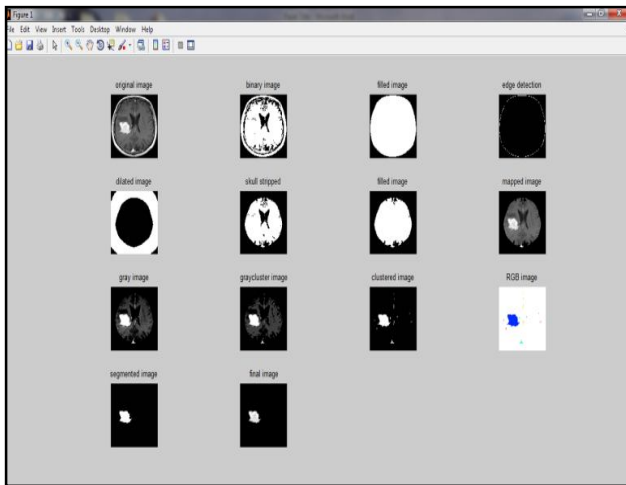 Figure 1
File Edit View Insert Tools Desktop Window Help
original image binary image filled image edge detection
dilated image skull stripped filled image mapped image
gray image graycluster image clustered image RGB image
segmented image final image